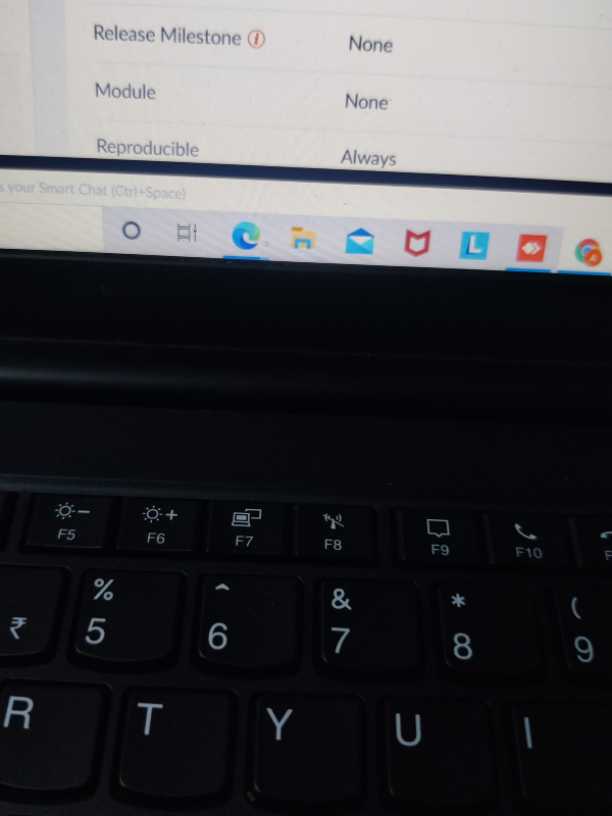 Release Milestone
None
Module
None
Reproducible
Always
s your Smart Chat (Ctrl+Space)
L
F5 F6 F7 F8 F9 F10 F
₹ % 5 ^ 6 & 7 * 8 ( 9
R T Y U I